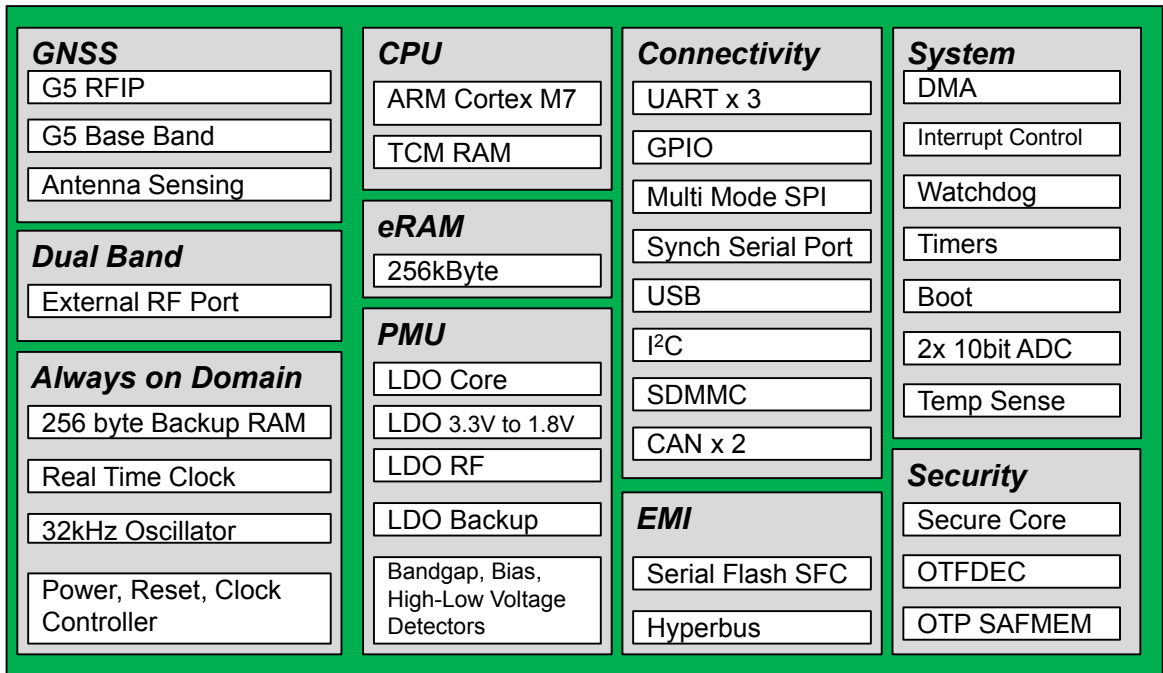 GNSS
G5 RFIP
G5 Base Band
Antenna Sensing
Dual Band
External RF Port
Always on Domain
256 byte Backup RAM
Real Time Clock
32kHz Oscillator
Power, Reset, Clock
Controller
CPU
ARM Cortex M7
TCM RAM
eRAM
256kByte
PMU
LDO Core
LDO 3.3V to 1.8V
LDO RF
LDO Backup
Bandgap, Bias,
High-Low Voltage
Detectors
Connectivity
UART x 3
GPIO
Multi Mode SPI
Synch Serial Port
USB
I²C
SDMMC
CAN x 2
EMI
Serial Flash SFC
Hyperbus
System
DMA
Interrupt Control
Watchdog
Timers
Boot
2x 10bit ADC
Temp Sense
Security
Secure Core
OTFDEC
OTP SAFMEM